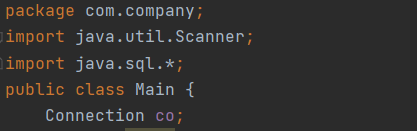 package com.company;
import java.util.Scanner;
import java.sql.*;
public class Main {
    Connection co;